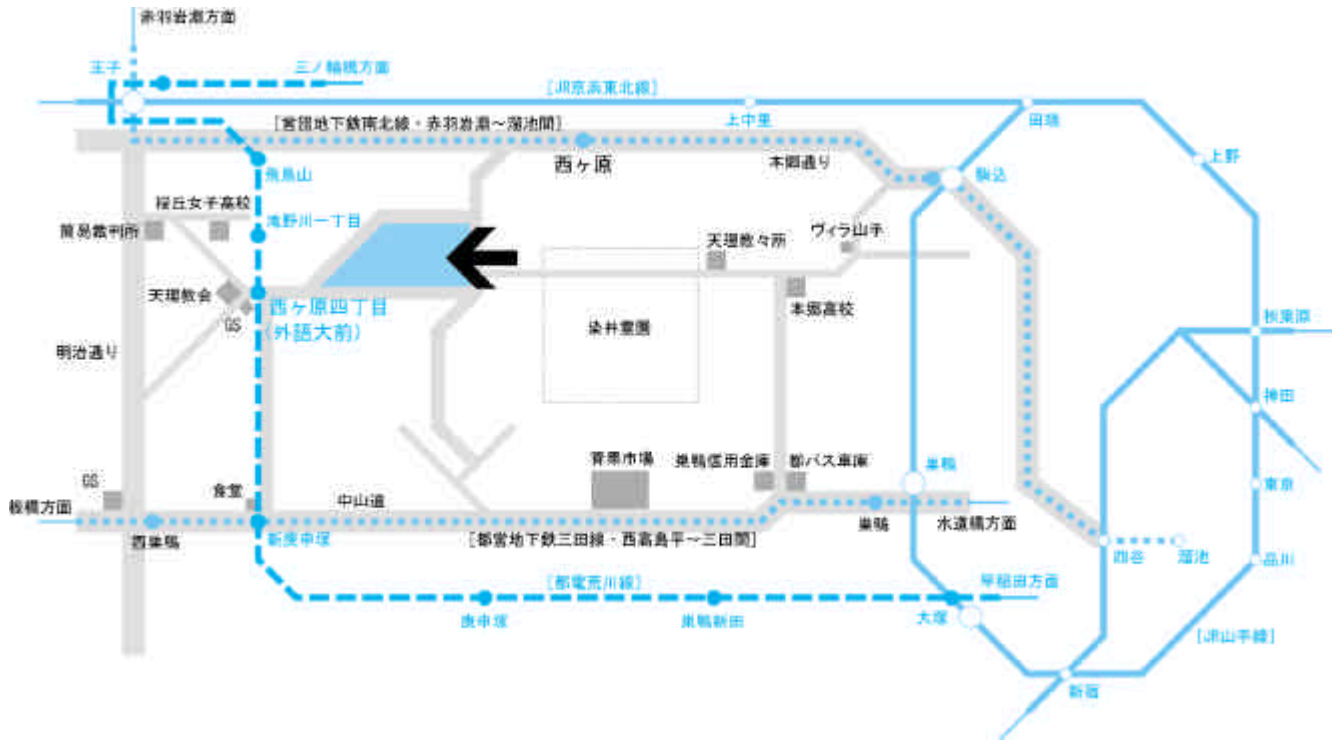 赤羽岩淵方面
王子
三ノ輪橋方面
[JR京浜東北線]
上中里
田端
[営団地下鉄南北線・赤羽岩淵〜溜池間]
西ヶ原
本郷通り
駒込
上野
飛鳥山
桜丘女子高校
滝野川一丁目
簡易裁判所
天理教々所
ヴィラ山手
天理教会
GS
西ヶ原四丁目
(外語大前)
本郷高校
染井霊園
明治通り
秋葉原
神田
青果市場
巣鴨信用金庫
都バス車庫
巣鴨
GS
食堂
中山道
東京
板橋方面
西巣鴨
新庚申塚
[都営地下鉄三田線・西高島平〜三田間]
巣鴨
水道橋方面
四谷
溜池
品川
[都電荒川線]
早稲田方面
庚申塚
巣鴨新田
大塚
[JR山手線]
新宿